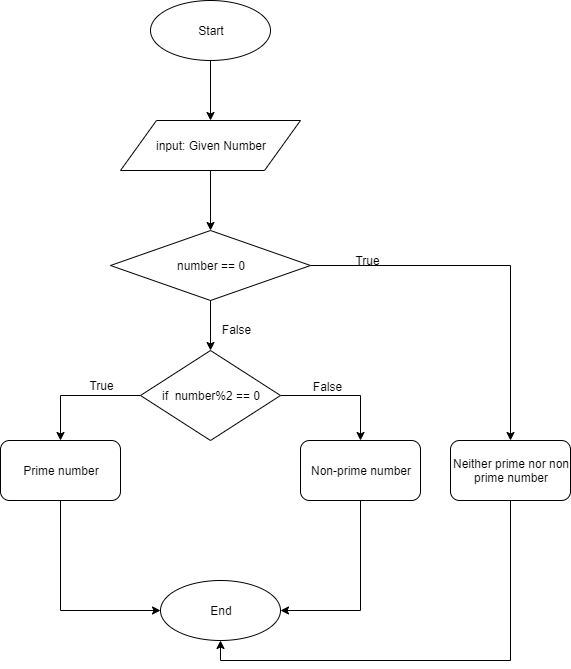 Start
input: Given Number
number == 0
True
False
if  number%2 == 0
True
False
Prime number
Non-prime number
Neither prime nor non
prime number
End